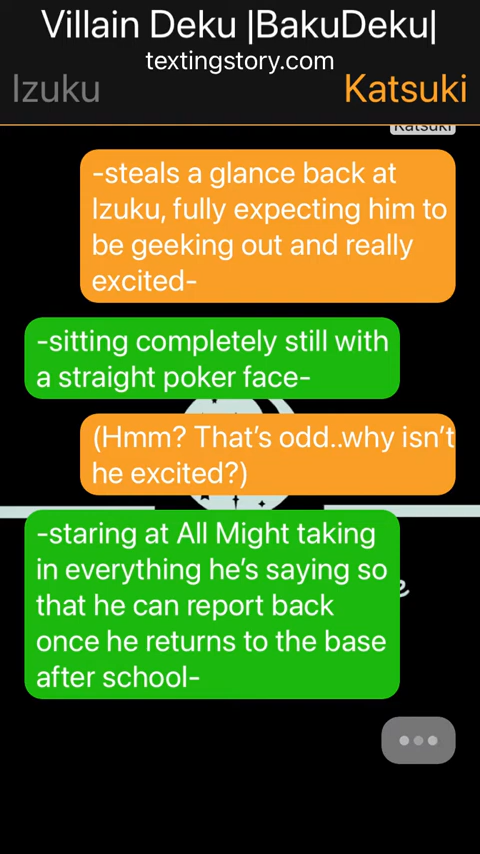 Villain Deku |BakuDeku|
textingstory.com
Izuku
Katsuki
Katsuki
-steals a glance back at
Izuku, fully expecting him to
be geeking out and really
excited-
-sitting completely still with
a straight poker face-
(Hmm? That's odd..why isn't
he excited?)
-staring at All Might taking
in everything he's saying so
that he can report back
once he returns to the base
after school-